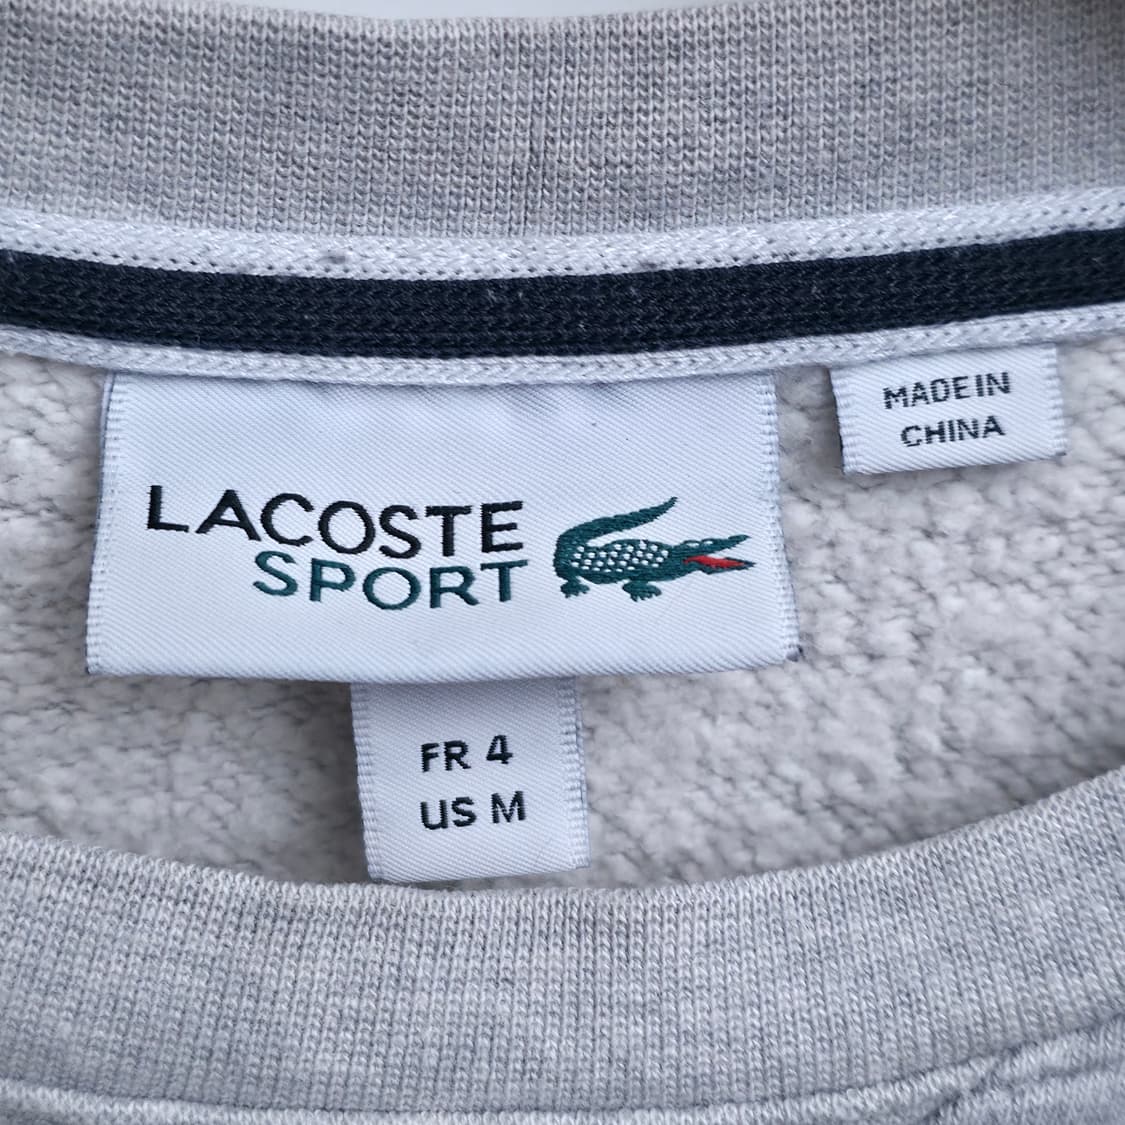 LACOSTE
SPORT
MADE IN
CHINA
FR 4
US M